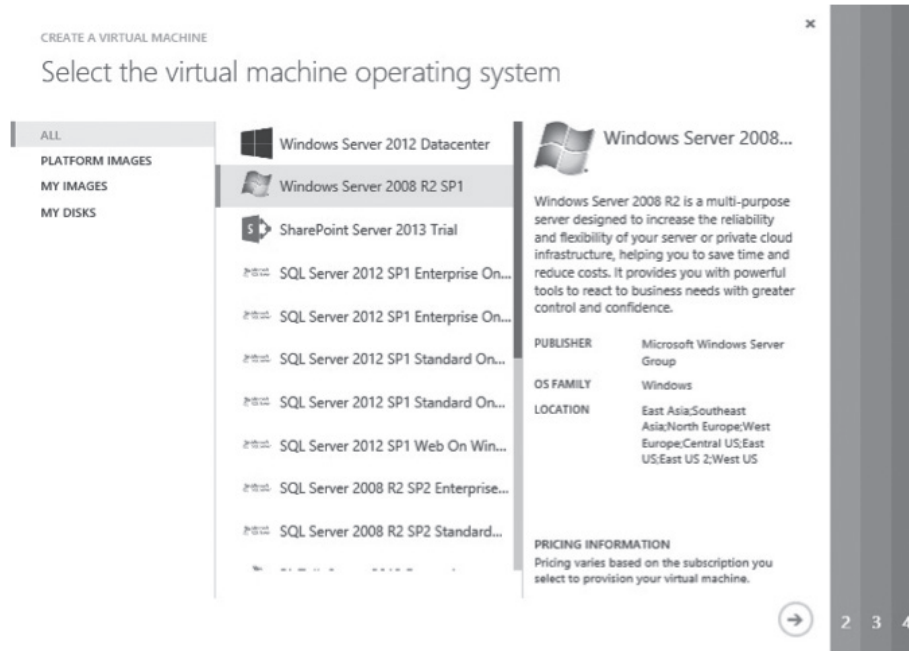 CREATE A VIRTUAL MACHINE
Select the virtual machine operating system
ALL
PLATFORM IMAGES
MY IMAGES
MY DISKS
Windows Server 2012 Datacenter
Windows Server 2008 R2 SP1
SharePoint Server 2013 Trial
SQL Server 2012 SP1 Enterprise On...
SQL Server 2012 SP1 Enterprise On...
SQL Server 2012 SP1 Standard On...
SQL Server 2012 SP1 Standard On...
SQL Server 2012 SP1 Web On Win...
SQL Server 2008 R2 SP2 Enterprise...
SQL Server 2008 R2 SP2 Standard...
Windows Server 2008...
Windows Server 2008 R2 is a multi-purpose
server designed to increase the reliability
and flexibility of your server or private cloud
infrastructure, helping you to save time and
reduce costs. It provides you with powerful
tools to react to business needs with greater
control and confidence.
PUBLISHER Microsoft Windows Server
Group
OS FAMILY Windows
LOCATION East Asia;Southeast
Asia;North Europe;West
Europe;Central US;East
US;East US 2;West US
PRICING INFORMATION
Pricing varies based on the subscription you
select to provision your virtual machine.
2 3 4